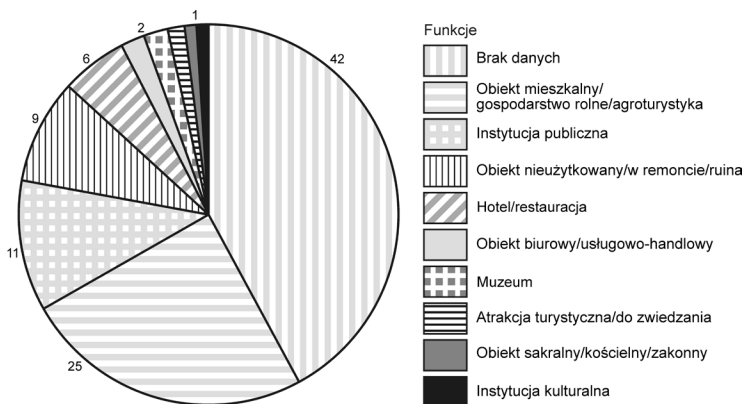 1
2
42
Funkcje
6
Brak danych
Obiekt mieszkalny/
gospodarstwo rolne/agroturystyka
9
Instytucja publiczna
Obiekt nieużytkowany/w remoncie/ruina
Hotel/restauracja
11
Obiekt biurowy/usługowo-handlowy
Muzeum
Atrakcja turystyczna/do zwiedzania
Obiekt sakralny/kościelny/zakonny
25
Instytucja kulturalna